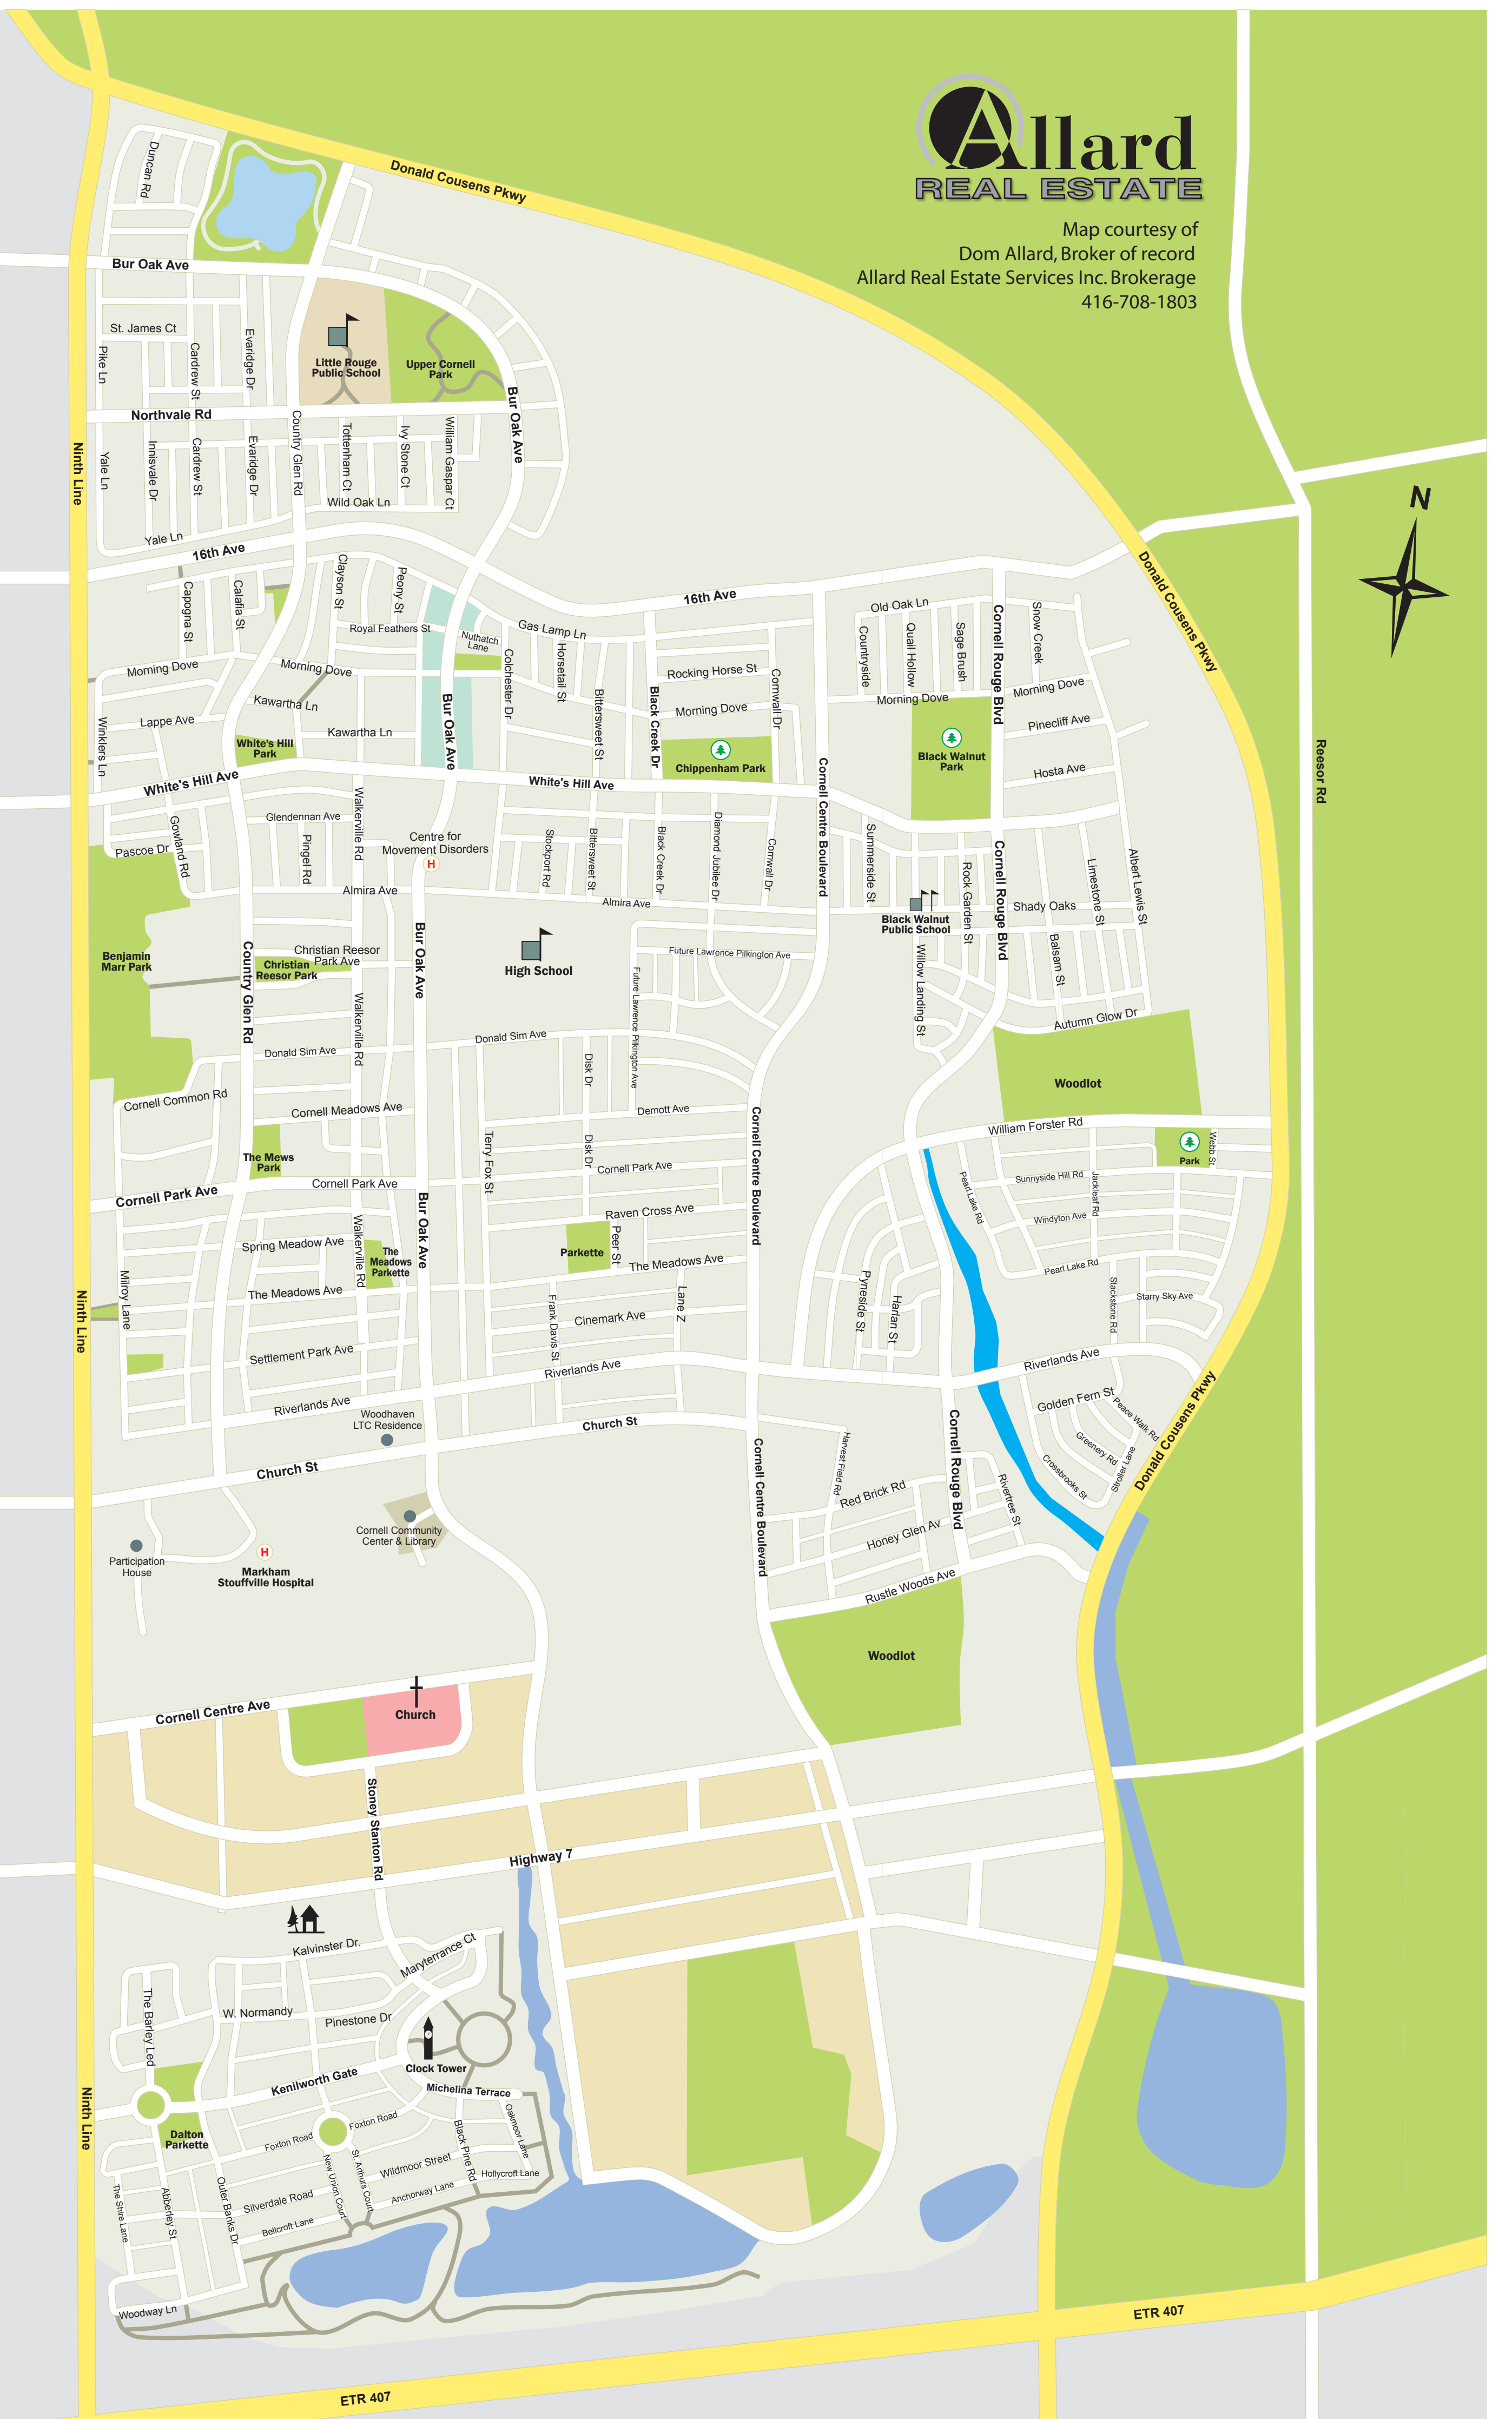 Allard
REAL ESTATE
Map courtesy of
Dom Allard, Broker of record
Allard Real Estate Services Inc. Brokerage
416-708-1803
N
Donald Cousens Pkwy
Duncan Rd
Bur Oak Ave
St. James Ct
Pike Ln
Cardrew St
Evaridge Dr
Little Rouge
Public School
Upper Cornell
Park
Bur Oak Ave
Northvale Rd
Ninth Line
Yale Ln
Innisvale Dr
Cardrew St
Evaridge Dr
Country Glen Rd
Tottenham Ct
Ivy Stone Ct
William Gaspar Ct
Wild Oak Ln
Yale Ln
16th Ave
Donald Cousens Pkwy
Capogna St
Calafia St
Clayson St
Peony St
Royal Feathers St
Nuthatch
Lane
Gas Lamp Ln
16th Ave
Old Oak Ln
Countryside
Quail Hollow
Sage Brush
Cornell Rouge Blvd
Snow Creek
Morning Dove
Morning Dove
Colchester Dr
Horsetail St
Bittersweet St
Black Creek Dr
Rocking Horse St
Cornwall Dr
Morning Dove
Morning Dove
Morning Dove
Winklers Ln
Lappe Ave
Kawartha Ln
Kawartha Ln
White's Hill
Park
Bur Oak Ave
Chippenham Park
Black Walnut
Park
Pinecliff Ave
Hosta Ave
Reesor Rd
White's Hill Ave
White's Hill Ave
Cornell Centre Boulevard
Gowland Rd
Pascoe Dr
Glendennan Ave
Pingel Rd
Walkerville Rd
Centre for
Movement Disorders
H
Stockport Rd
Bittersweet St
Black Creek Dr
Diamond Jubilee Dr
Cornwall Dr
Summerside St
Rock Garden St
Cornell Rouge Blvd
Limestone St
Albert Lewis St
Almira Ave
Almira Ave
Black Walnut
Public School
Shady Oaks
Benjamin
Marr Park
Country Glen Rd
Christian Reesor
Park Ave
Christian
Reesor Park
Bur Oak Ave
High School
Future Lawrence Pilkington Ave
Future Lawrence Pilkington Ave
Willow Landing St
Balsam St
Autumn Glow Dr
Walkerville Rd
Donald Sim Ave
Donald Sim Ave
Disk Dr
Woodlot
Cornell Common Rd
Cornell Meadows Ave
Demott Ave
Cornell Centre Boulevard
William Forster Rd
The Mews
Park
Terry Fox St
Disk Dr
Cornell Park Ave
Park
Webb St
Cornell Park Ave
Cornell Park Ave
Pearl Lake Rd
Sunnyside Hill Rd
Jackleaf Rd
Windyton Ave
Bur Oak Ave
Raven Cross Ave
Spring Meadow Ave
Walkerville Rd
The
Meadows
Parkette
Parkette
Peer St
The Meadows Ave
Pearl Lake Rd
Milroy Lane
The Meadows Ave
Frank Davis St
Lane Z
Cinemark Ave
Pyneside St
Harlan St
Slackstone Rd
Starry Sky Ave
Ninth Line
Settlement Park Ave
Riverlands Ave
Riverlands Ave
Riverlands Ave
Woodhaven
LTC Residence
Church St
Church St
Golden Fern St
Peace Walk Rd
Greenery Rd
Crossbrooks St
Stroller Lane
Donald Cousens Pkwy
Cornell Centre Boulevard
Harvest Field Rd
Red Brick Rd
Cornell Rouge Blvd
Rivertree St
Honey Glen Av
Rustle Woods Ave
Cornell Community
Center & Library
Participation
House
H
Markham
Stouffville Hospital
Woodlot
Cornell Centre Ave
Church
Stoney Stanton Rd
Highway 7
Kalvinster Dr.
Maryterrance Ct
The Barley Led
W. Normandy
Pinestone Dr
Clock Tower
Kenilworth Gate
Michelina Terrace
Ninth Line
Dalton
Parkette
Foxton Road
Foxton Road
Black Pine Rd
Oakmoor Lane
New Union Court
St. Arthurs Court
Wildmoor Street
Hollycroft Lane
The Shire Lane
Abberley St
Outer Banks Dr
Silverdale Road
Anchorway Lane
Bellcroft Lane
Woodway Ln
ETR 407
ETR 407